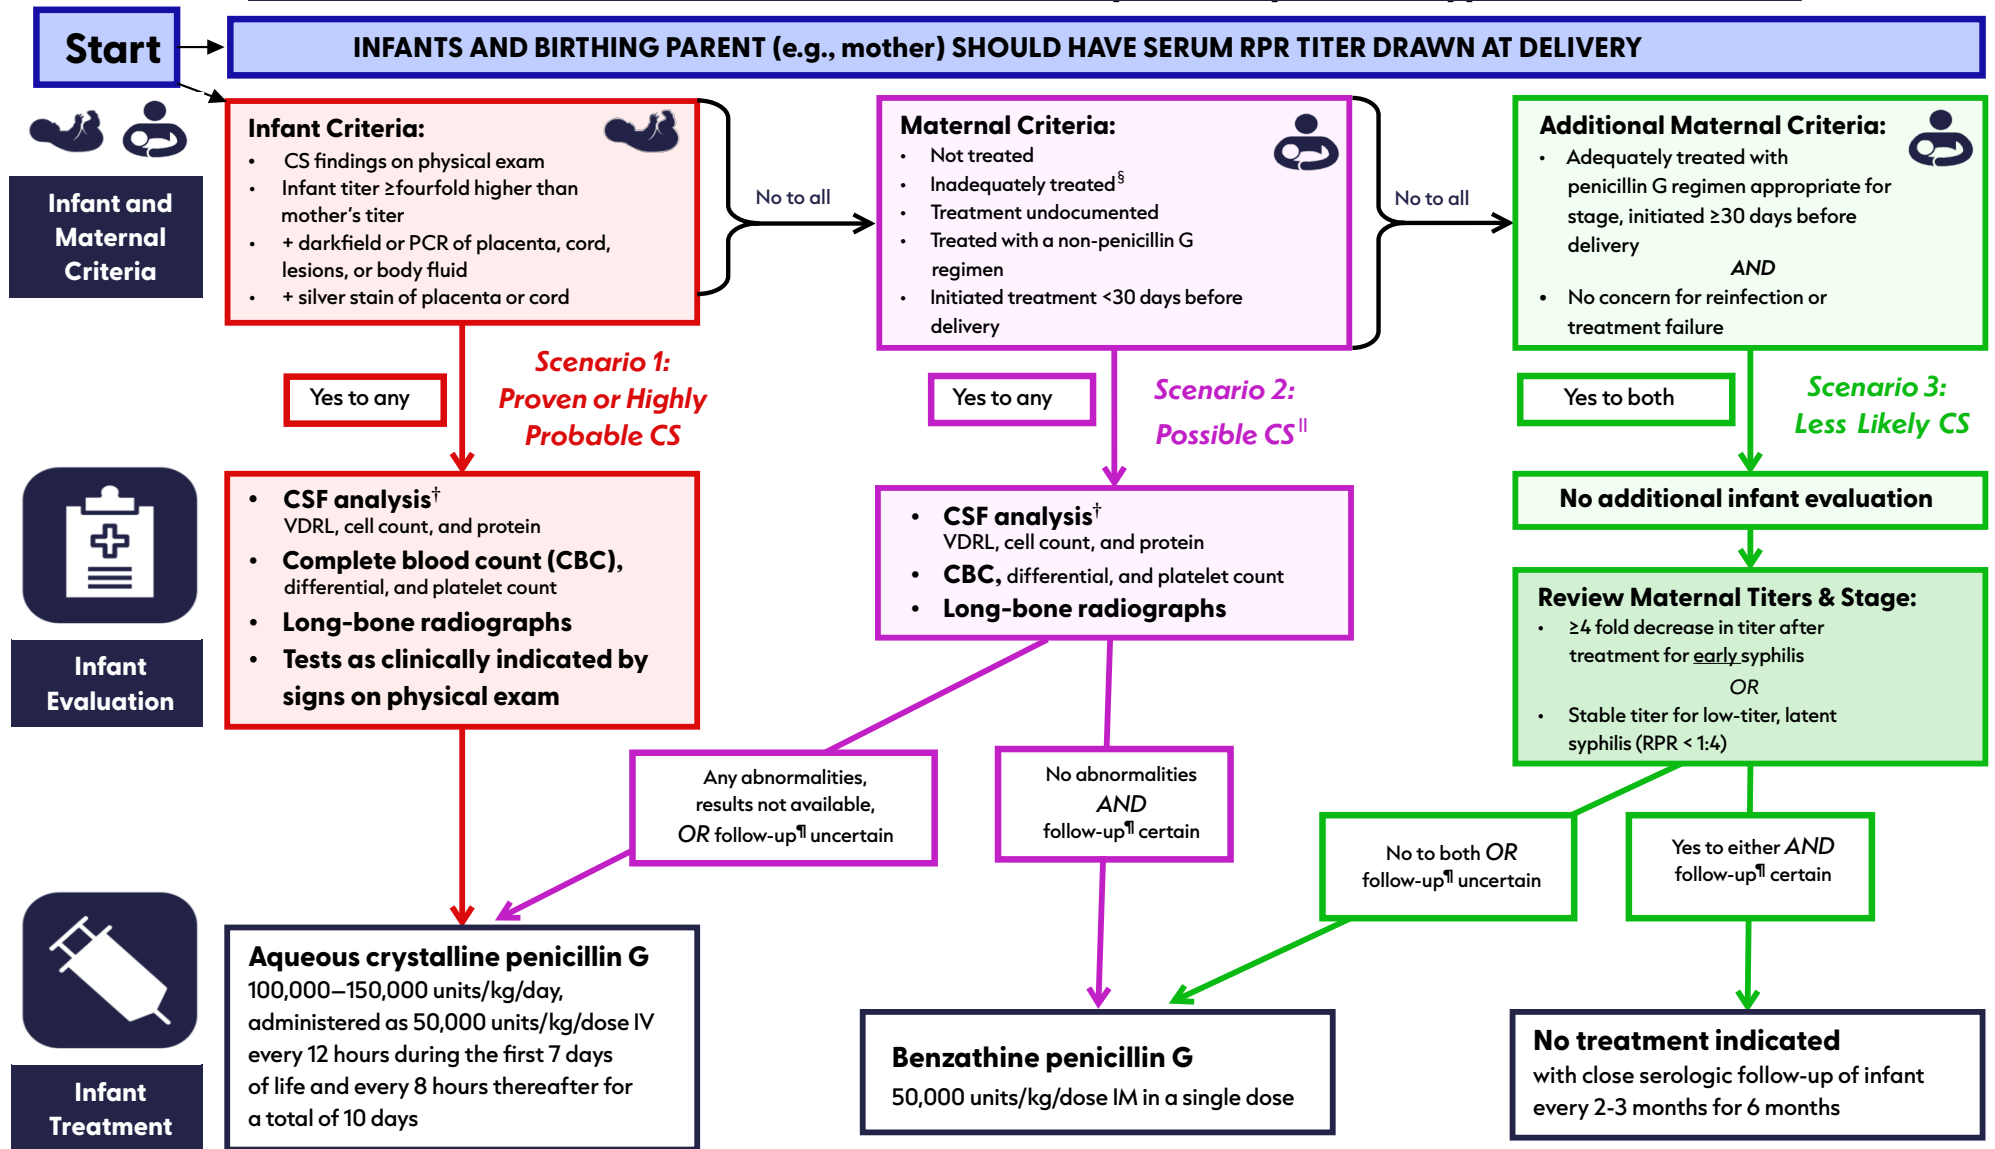 Start
INFANTS AND BIRTHING PARENT (e.g., mother) SHOULD HAVE SERUM RPR TITER DRAWN AT DELIVERY
Infant and
Maternal
Criteria
Infant Criteria:
• CS findings on physical exam
• Infant titer ≥fourfold higher than
mother's titer
• + darkfield or PCR of placenta, cord,
lesions, or body fluid
• + silver stain of placenta or cord
No to all
Maternal Criteria:
• Not treated
• Inadequately treated§
• Treatment undocumented
• Treated with a non-penicillin G
regimen
• Initiated treatment <30 days before
delivery
No to all
Additional Maternal Criteria:
• Adequately treated with
penicillin G regimen appropriate for
stage, initiated ≥30 days before
delivery
AND
• No concern for reinfection or
treatment failure
Yes to any
Scenario 1:
Proven or Highly
Probable CS
Yes to any
Scenario 2:
Possible CS||
Yes to both
Scenario 3:
Less Likely CS
Infant
Evaluation
• CSF analysis†
VDRL, cell count, and protein
• Complete blood count (CBC),
differential, and platelet count
• Long-bone radiographs
• Tests as clinically indicated by
signs on physical exam
• CSF analysis†
VDRL, cell count, and protein
• CBC, differential, and platelet count
• Long-bone radiographs
No additional infant evaluation
Review Maternal Titers & Stage:
• ≥4 fold decrease in titer after
treatment for early syphilis
OR
• Stable titer for low-titer, latent
syphilis (RPR < 1:4)
Any abnormalities,
results not available,
OR follow-up¶ uncertain
No abnormalities
AND
follow-up¶ certain
No to both OR
follow-up¶ uncertain
Yes to either AND
follow-up¶ certain
Infant
Treatment
Aqueous crystalline penicillin G
100,000–150,000 units/kg/day,
administered as 50,000 units/kg/dose IV
every 12 hours during the first 7 days
of life and every 8 hours thereafter for
a total of 10 days
Benzathine penicillin G
50,000 units/kg/dose IM in a single dose
No treatment indicated
with close serologic follow-up of infant
every 2-3 months for 6 months